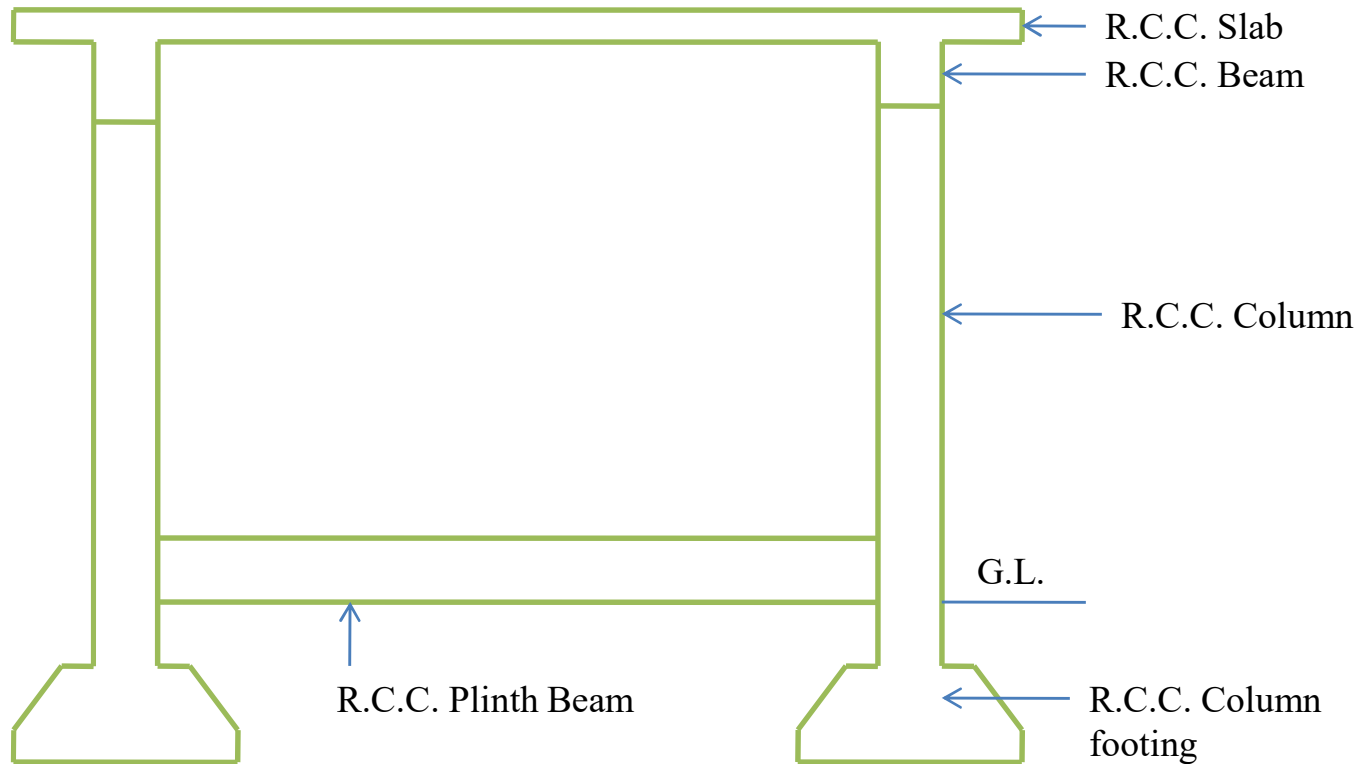 R.C.C. Slab
R.C.C. Beam
R.C.C. Column
G.L.
R.C.C. Plinth Beam
R.C.C. Column
footing